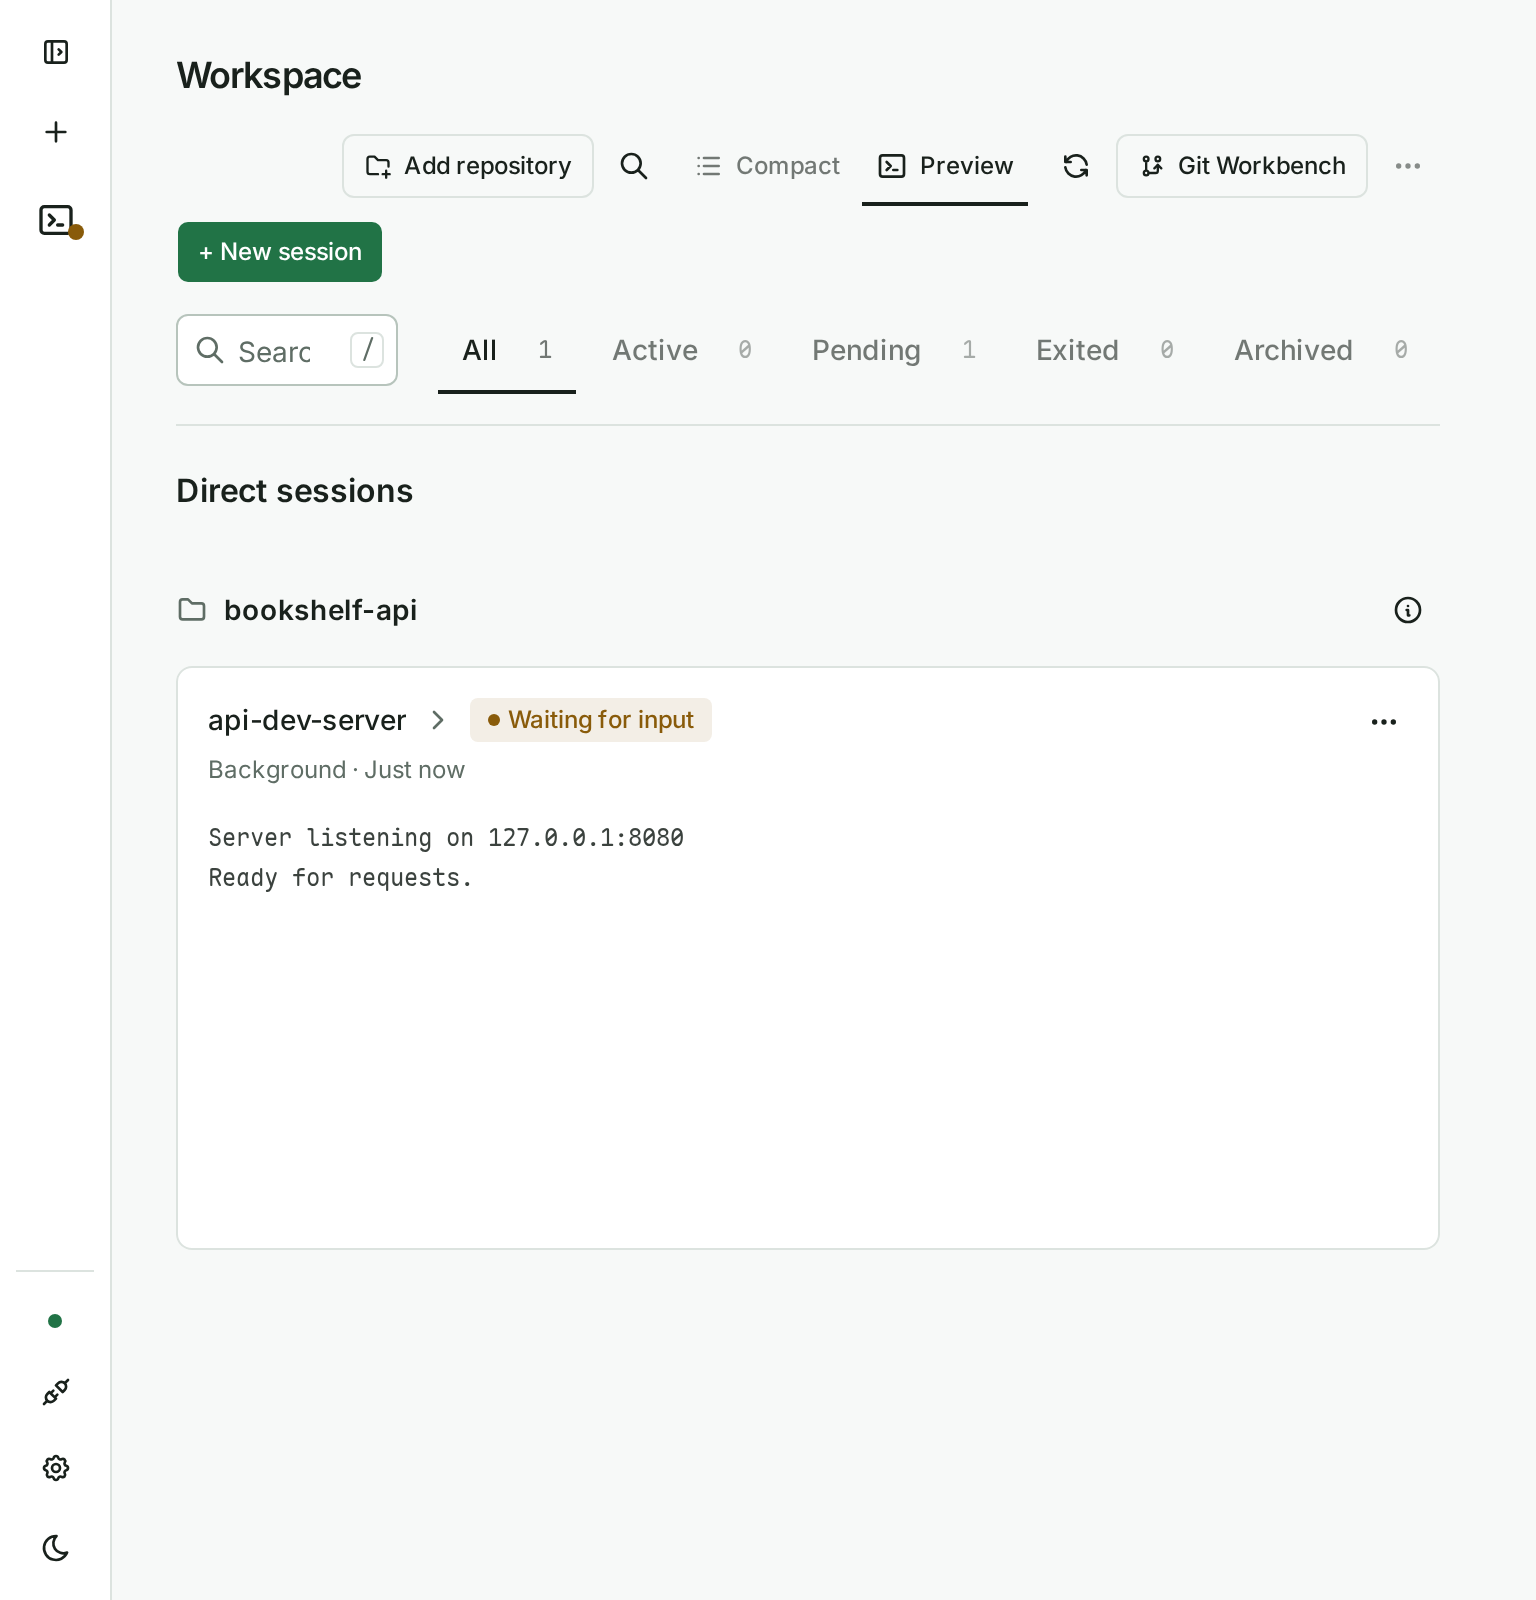 Workspace
Add repository
Compact
Preview
Git Workbench
+ New session
Searc /
All 1
Active 0
Pending 1
Exited 0
Archived 0
Direct sessions
bookshelf-api
api-dev-server
Waiting for input
Background · Just now
Server listening on 127.0.0.1:8080
Ready for requests.